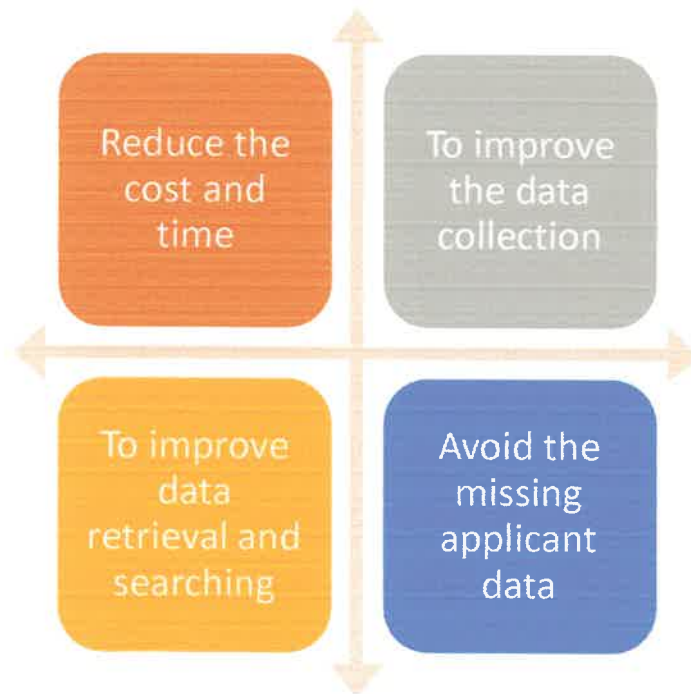 Reduce the
cost and
time
To improve
the data
collection
To improve
data
retrieval and
searching
Avoid the
missing
applicant
data